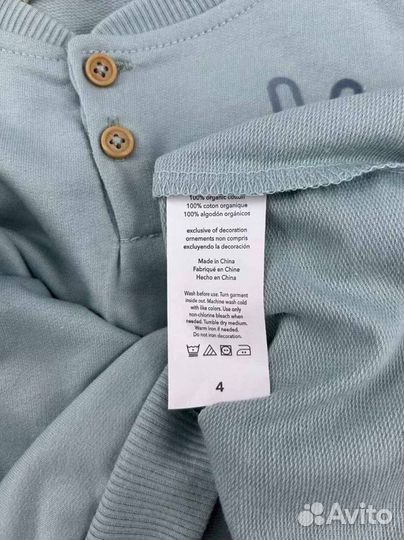 100% organic cotton
100% coton organique
100% algodón orgánicos
exclusive of decoration
ornements non compris
excluyendo la decoración
Made in China
Fabriqué en Chine
Hecho en China
Wash before use. Turn garment
inside out. Machine wash cold
with like colors. Use only
non-chlorine bleach when
needed. Tumble dry medium.
Warm iron if needed.
Do not iron decoration.
4
Avito